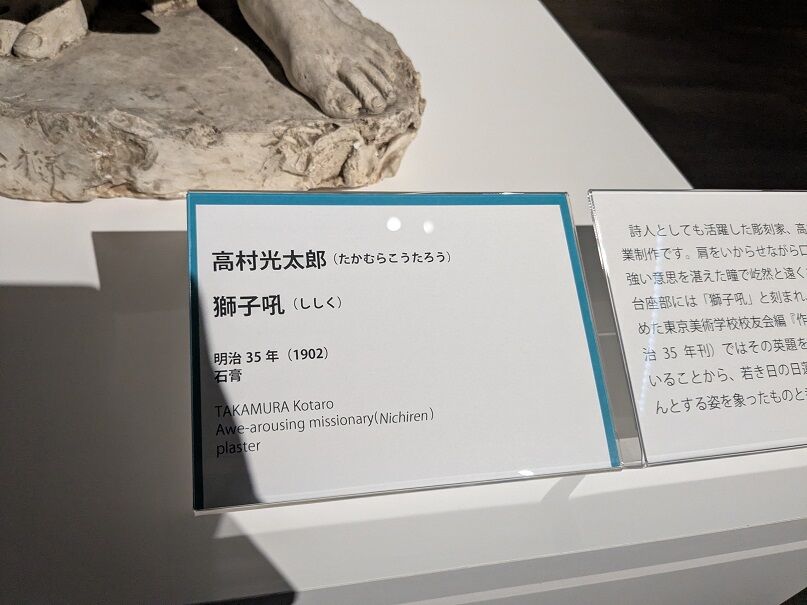 高村光太郎（たかむらこうたろう）
獅子吼（ししく）
明治 35 年（1902）
石膏
TAKAMURA Kotaro
Awe-arousing missionary(Nichiren)
plaster
詩人としても活躍した彫刻家、高
業制作です。肩をいからせながら口
強い意思を湛えた瞳で屹然と遠く
台座部には「獅子吼」と刻まれ
めた東京美術学校校友会編『作
治 35 年刊）ではその英題を
いることから、若き日の日蓮
んとする姿を象ったものと